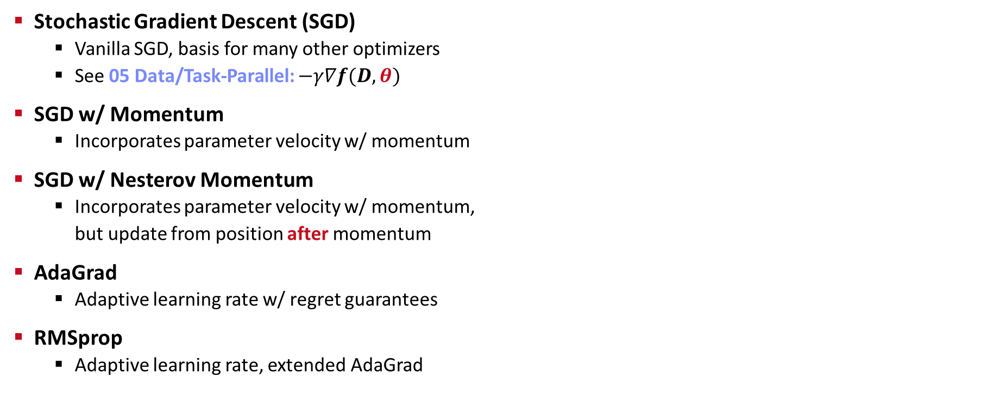 ▪ Stochastic Gradient Descent (SGD)
▪ Vanilla SGD, basis for many other optimizers
▪ See 05 Data/Task-Parallel: −γ∇f(D, θ)
▪ SGD w/ Momentum
▪ Incorporates parameter velocity w/ momentum
▪ SGD w/ Nesterov Momentum
▪ Incorporates parameter velocity w/ momentum,
but update from position after momentum
▪ AdaGrad
▪ Adaptive learning rate w/ regret guarantees
▪ RMSprop
▪ Adaptive learning rate, extended AdaGrad